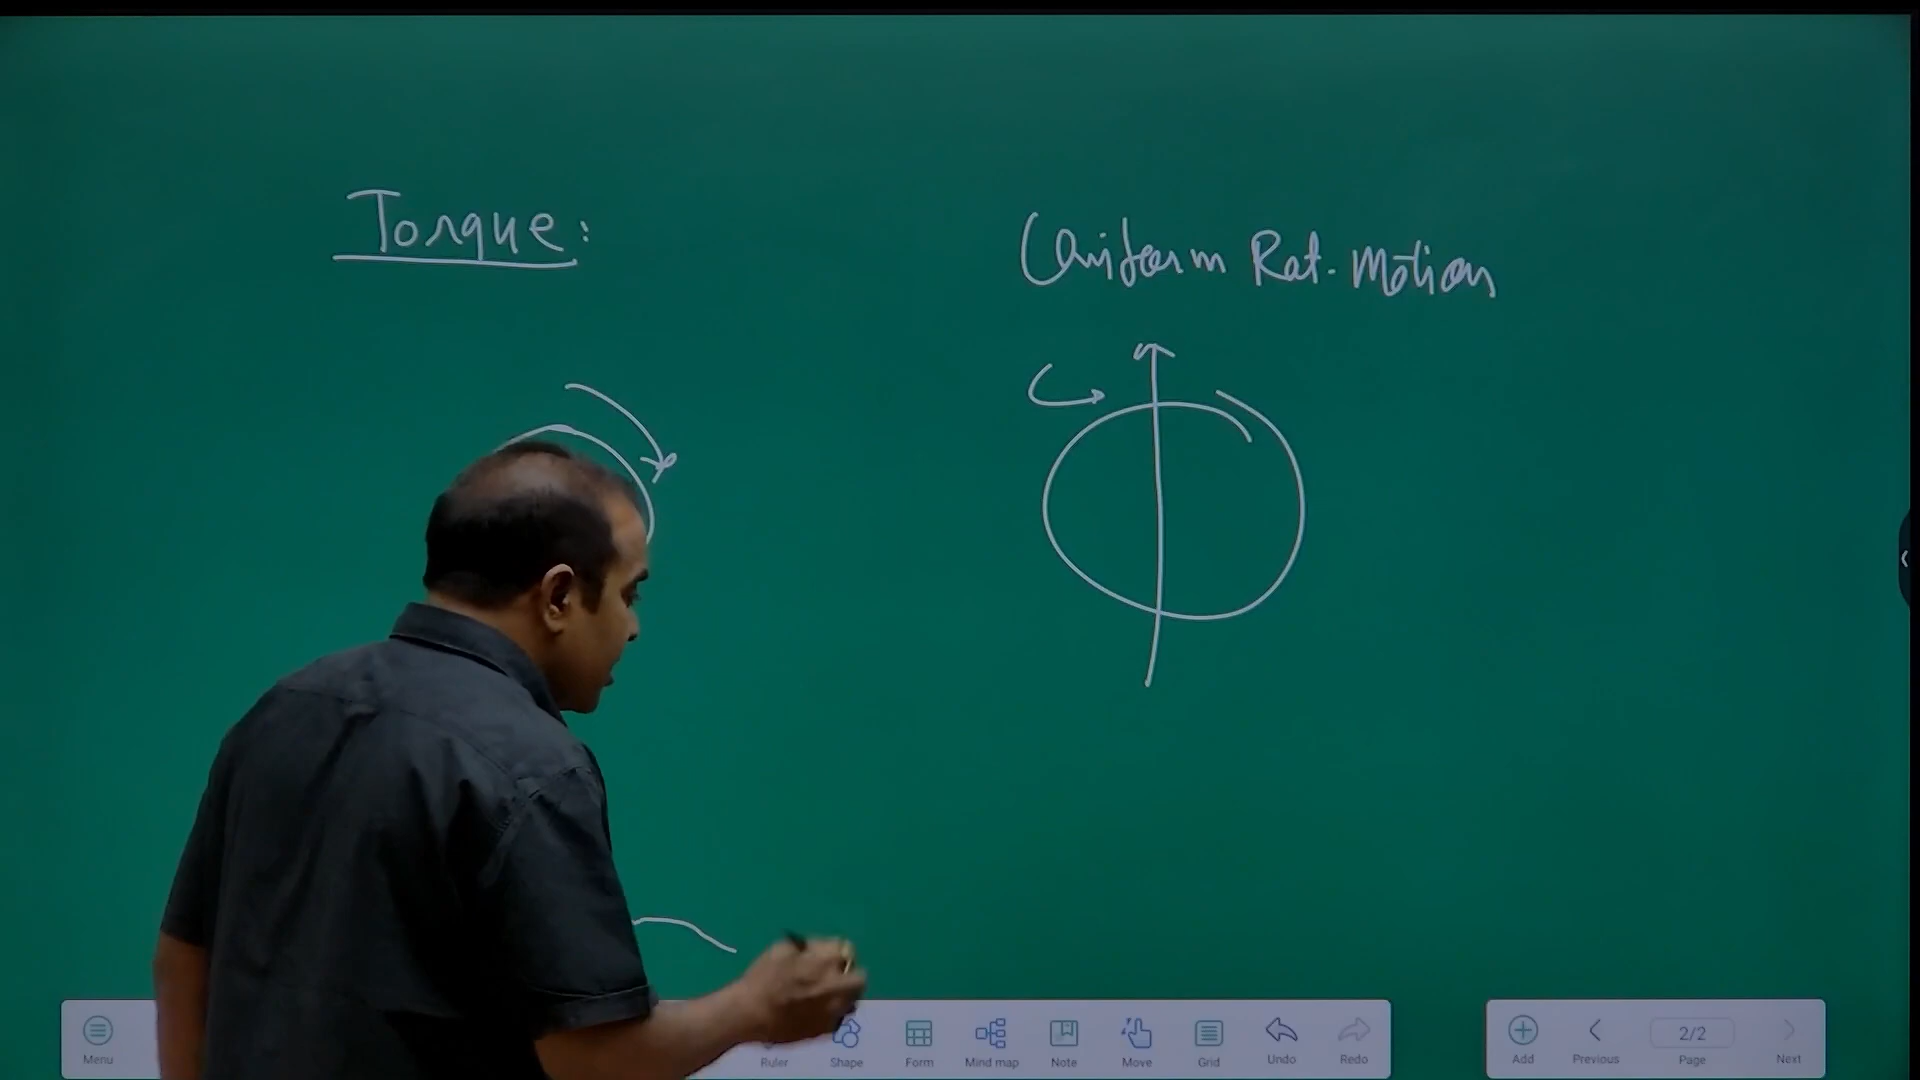 Torque:
Uniform Rot. Motion
Menu
Ruler
Shape
Form
Mind map
Note
Move
Grid
Undo
Redo
Add
Previous
2/2
Page
Next